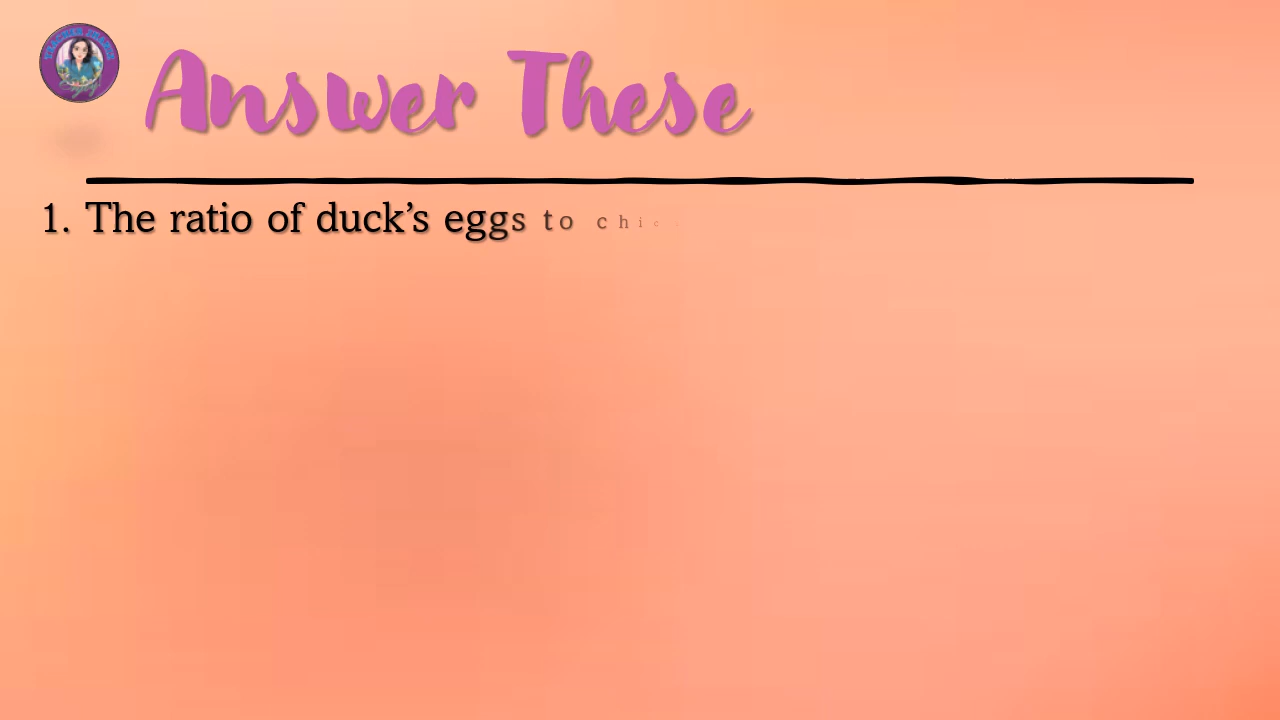 Answer These
1. The ratio of duck’s eggs to